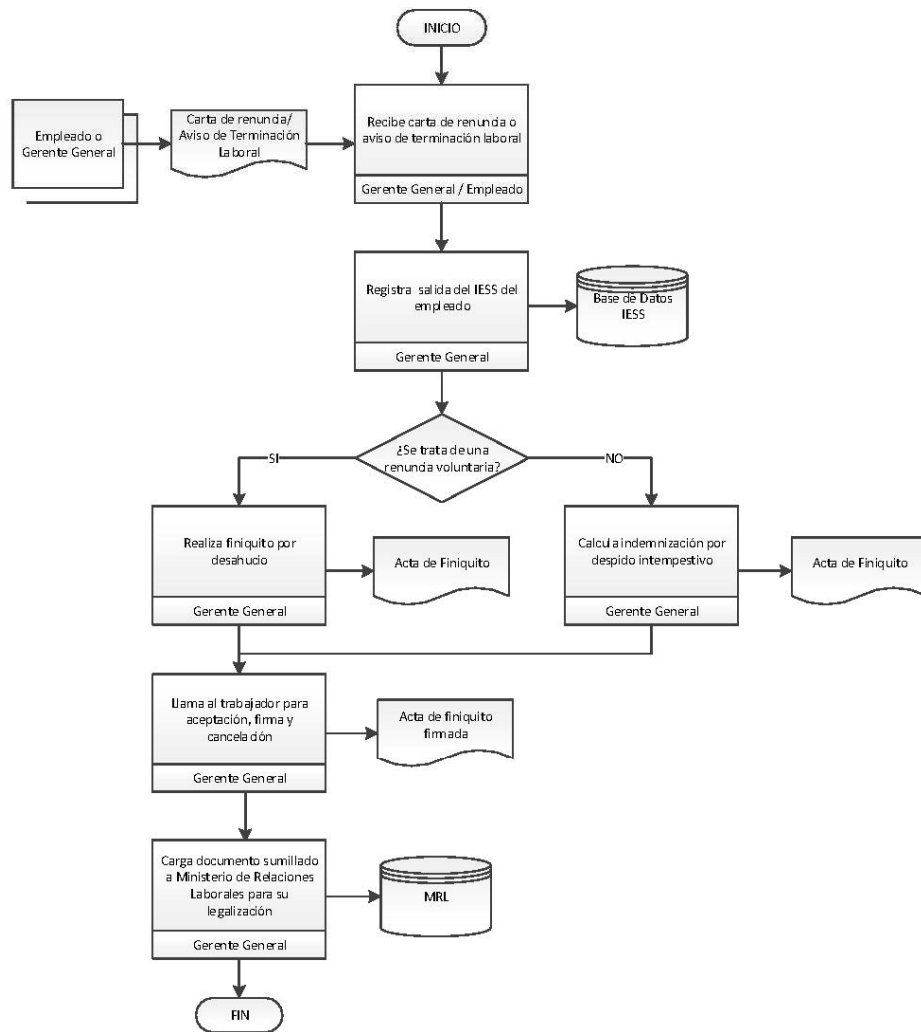 INICIO
Empleado o
Gerente General
Carta de renuncia/
Aviso de Terminación
Laboral
Recibe carta de renuncia o
aviso de terminación laboral
Gerente General / Empleado
Registra salida del IESS del
empleado
Gerente General
Base de Datos
IESS
¿Se trata de una
renuncia voluntaria?
SI
NO
Realiza finiquito por
desahucio
Gerente General
Acta de Finiquito
Calcula indemnización por
despido intempestivo
Gerente General
Acta de Finiquito
Llama al trabajador para
aceptación, firma y
cancelación
Gerente General
Acta de finiquito
firmada
Carga documento sumillado
a Ministerio de Relaciones
Laborales para su
legalización
Gerente General
MRL
FIN